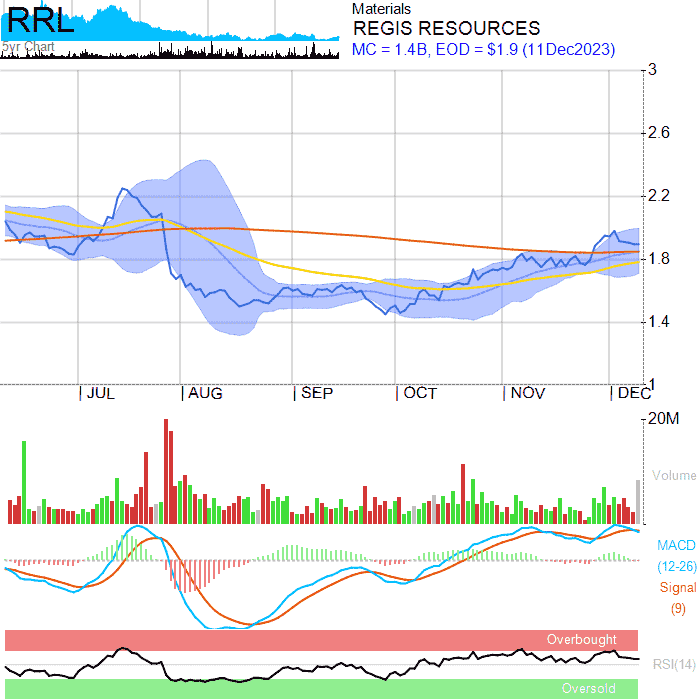 RRL
5yr Chart
Materials
REGIS RESOURCES
MC = 1.4B, EOD = $1.9 (11Dec2023)
3
2.6
2.2
1.8
1.4
1
JUL AUG SEP OCT NOV DEC
20M
Volume
MACD
(12-26)
Signal
(9)
Overbought
RSI(14)
Oversold